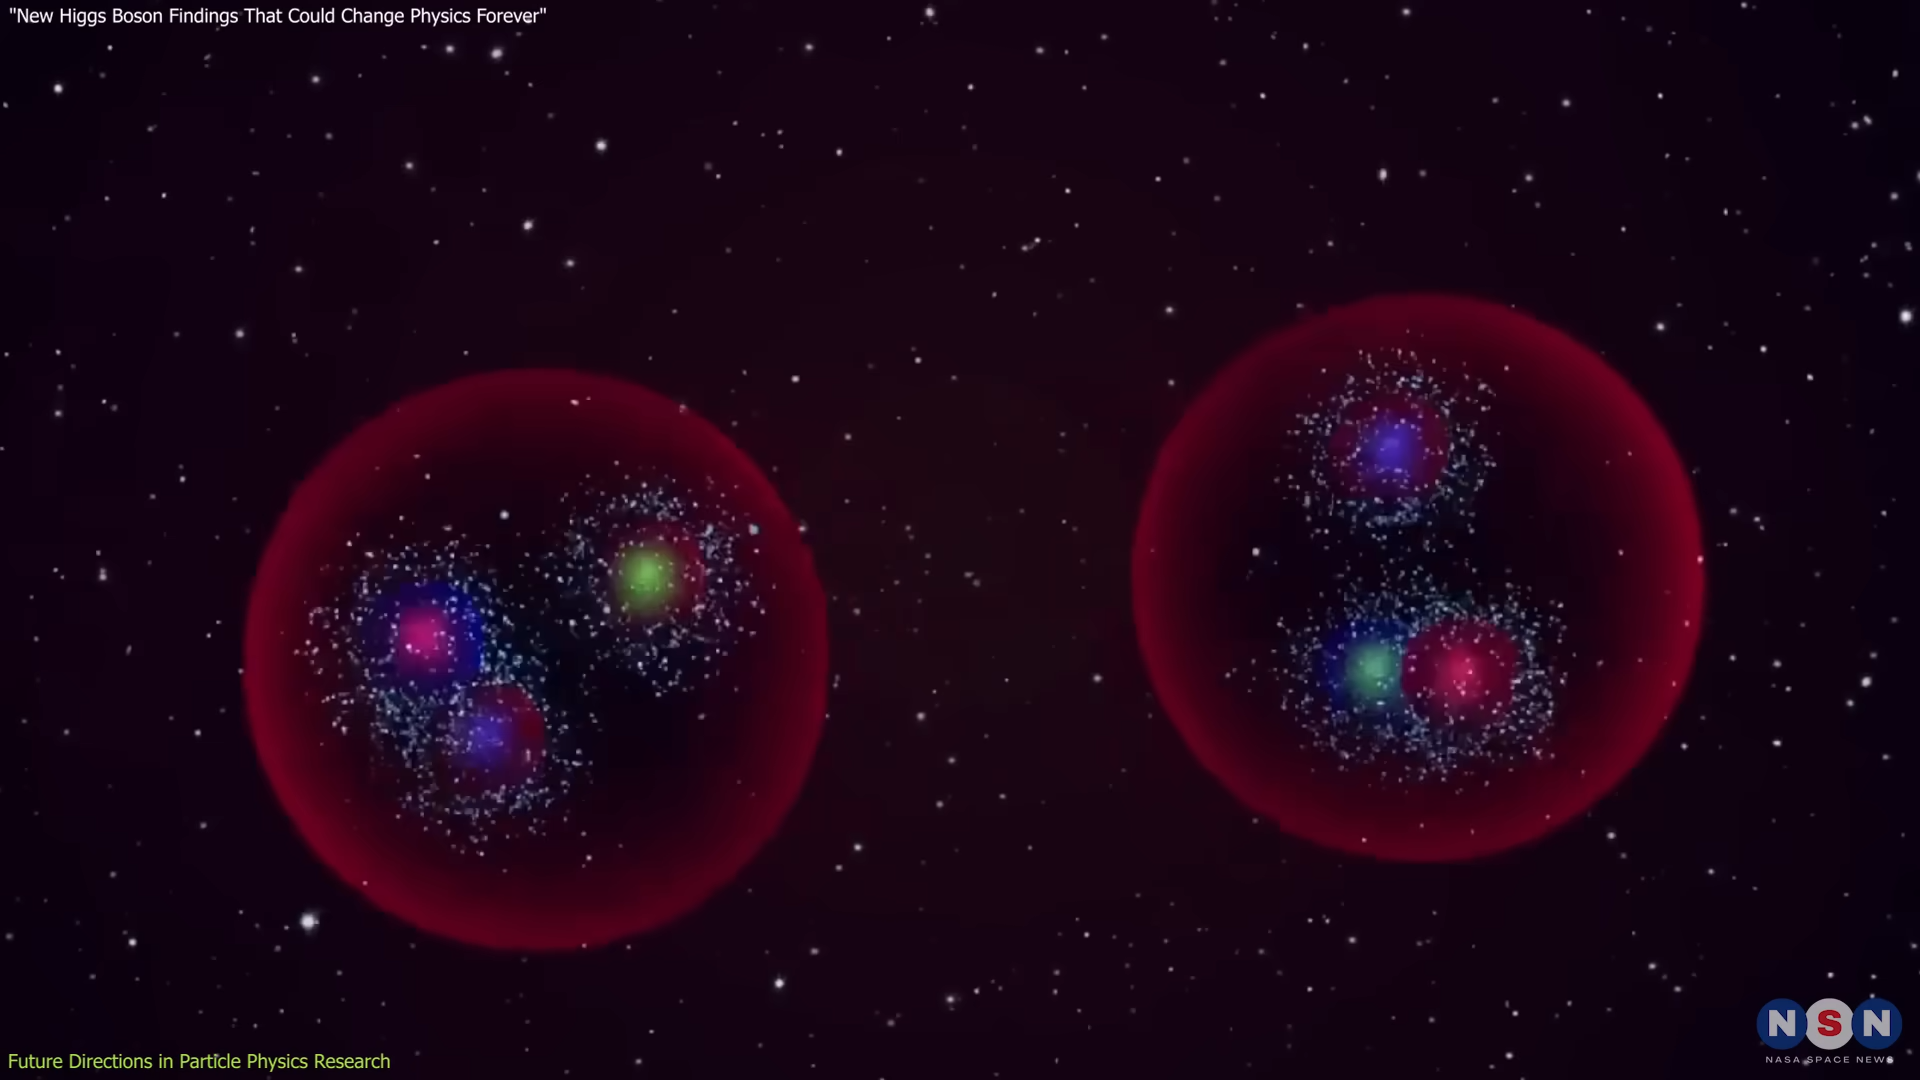 "New Higgs Boson Findings That Could Change Physics Forever"
Future Directions in Particle Physics Research
NSN
NASA SPACE NEWS